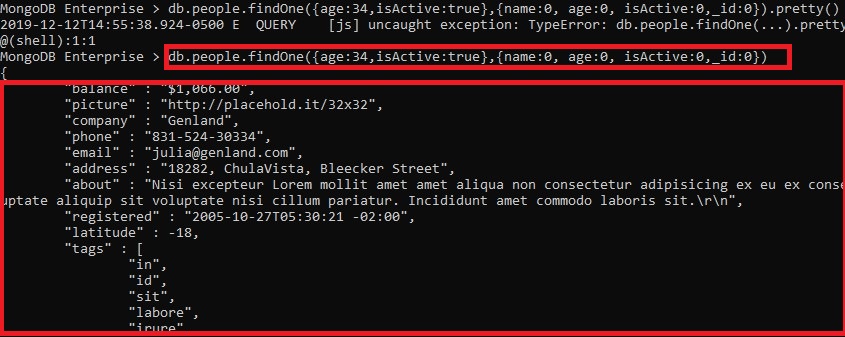 MongoDB Enterprise > db.people.findOne({age:34,isActive:true},{name:0, age:0, isActive:0,_id:0}).pretty()
2019-12-12T14:55:38.924-0500 E  QUERY    [js] uncaught exception: TypeError: db.people.findOne(...).pretty
@(shell):1:1
MongoDB Enterprise > db.people.findOne({age:34,isActive:true},{name:0, age:0, isActive:0,_id:0})
{
"balance" : "$1,066.00",
"picture" : "http://placehold.it/32x32",
"company" : "Genland",
"phone" : "831-524-30334",
"email" : "julia@genland.com",
"address" : "18282, ChulaVista, Bleecker Street",
"about" : "Nisi excepteur Lorem mollit amet amet aliqua non consectetur adipisicing ex eu ex conse
uptate aliquip sit voluptate nisi cillum pariatur. Incididunt amet commodo laboris sit.\r\n",
"registered" : "2005-10-27T05:30:21 -02:00",
"latitude" : -18,
"tags" : [
"in",
"id",
"sit",
"labore",
"irure"